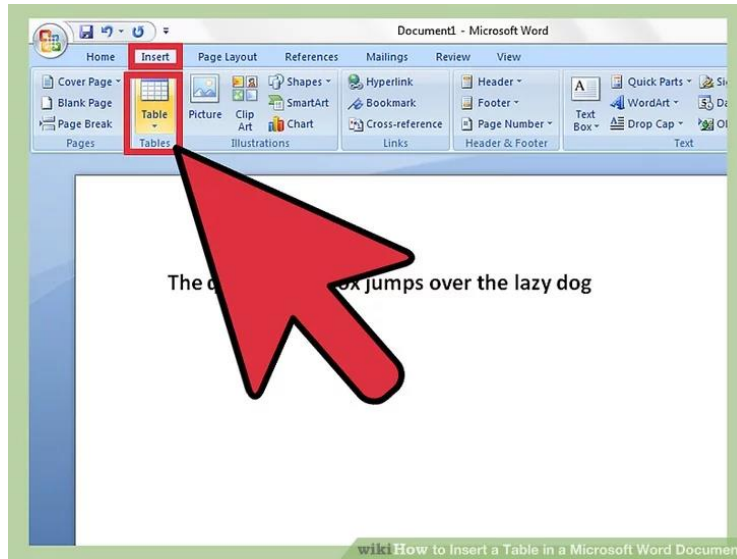 Document1 - Microsoft Word
Home Insert Page Layout References Mailings Review View
Cover Page
Blank Page
Page Break
Pages
Table
Tables
Picture
Clip
Art
Shapes
SmartArt
Chart
Illustrations
Hyperlink
Bookmark
Cross-reference
Links
Header
Footer
Page Number
Header & Footer
A
Text
Box
Quick Parts
WordArt
Drop Cap
Text
The jumps over the lazy dog
wikiHow to Insert a Table in a Microsoft Word